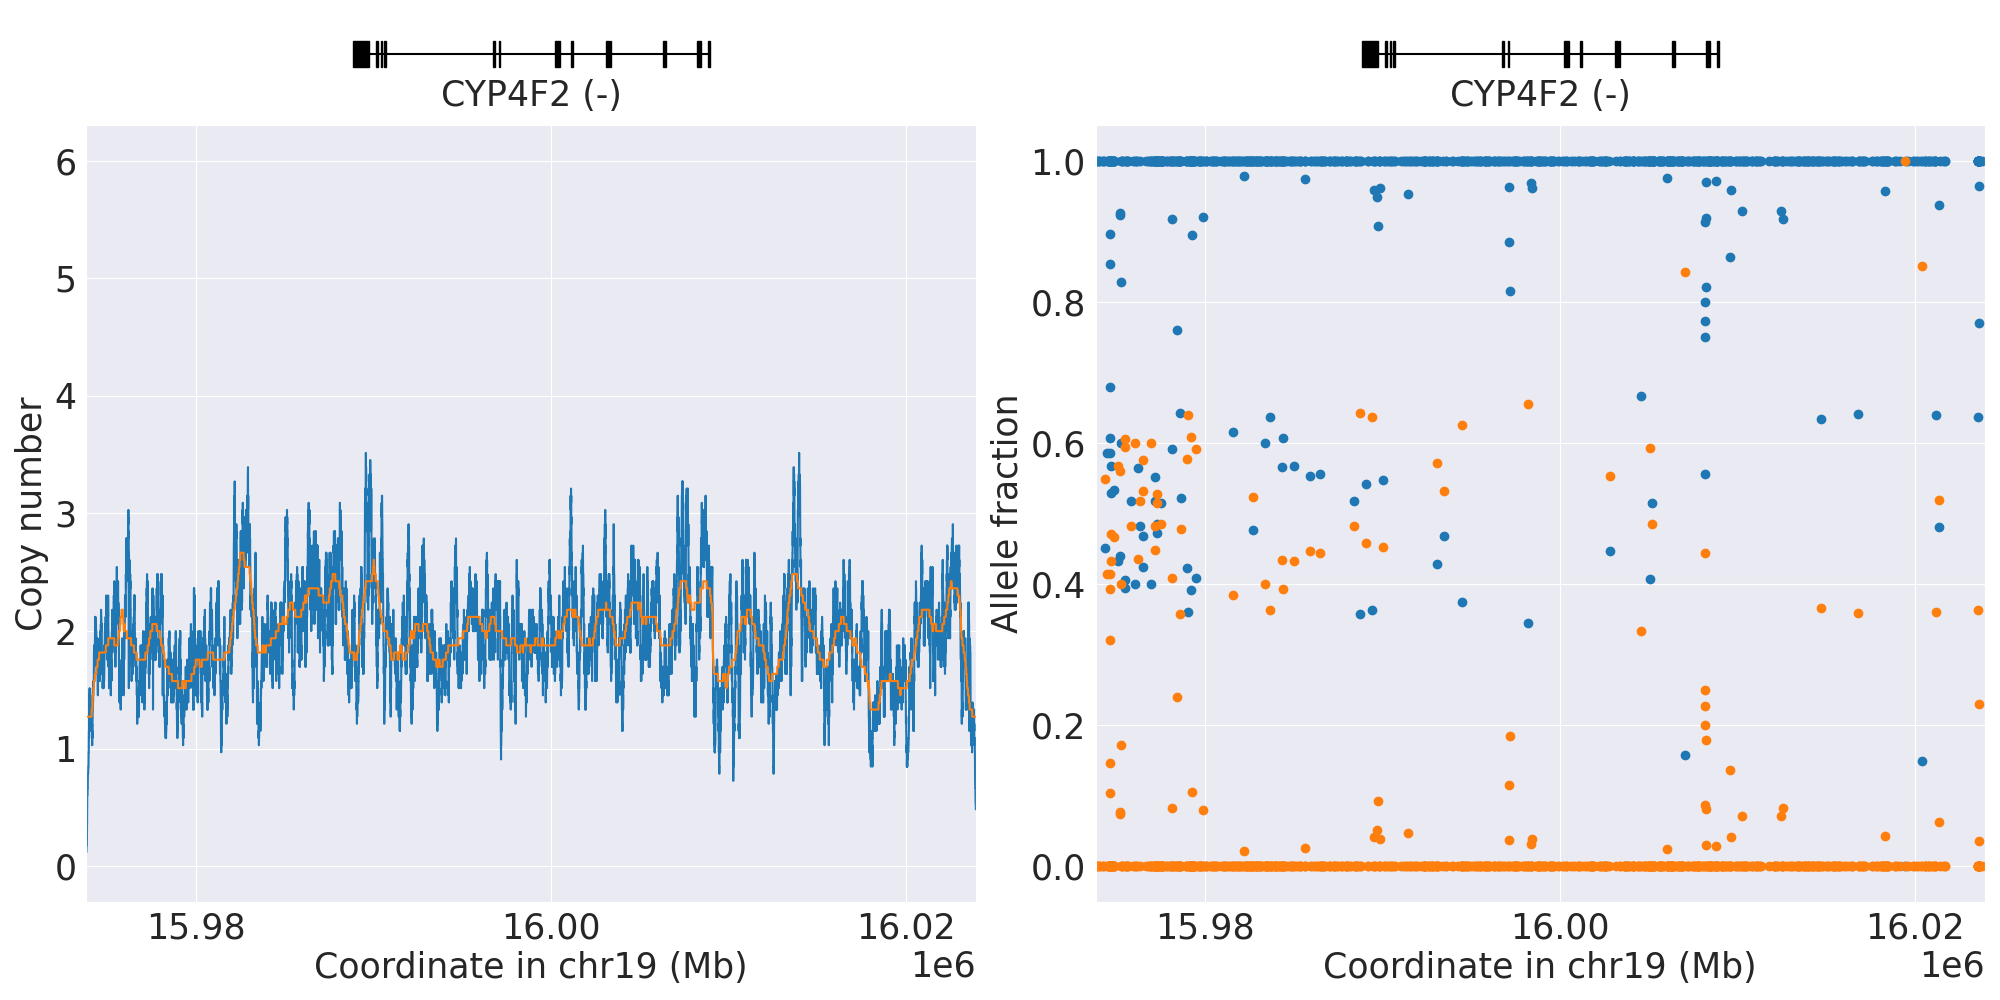 CYP4F2 (-)
6
5
4
3
2
1
0
Copy number
15.98
16.00
16.02
Coordinate in chr19 (Mb)
1e6
CYP4F2 (-)
1.0
0.8
0.6
0.4
0.2
0.0
Allele fraction
15.98
16.00
16.02
Coordinate in chr19 (Mb)
1e6